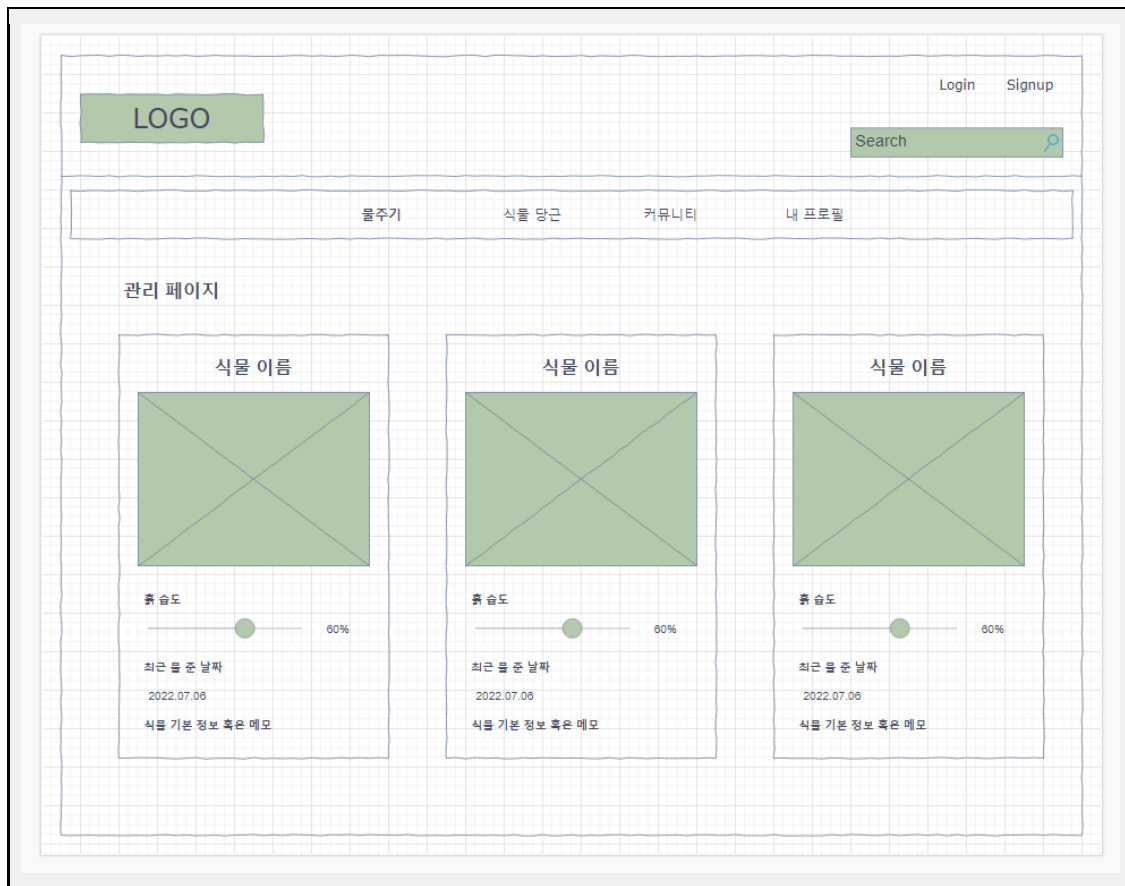 Login Signup
LOGO
Search
물주기 식물 당근 커뮤니티 내 프로필
관리 페이지
식물 이름 식물 이름 식물 이름
흙 습도 흙 습도 흙 습도
60% 60% 60%
최근 물 준 날짜 최근 물 준 날짜 최근 물 준 날짜
2022.07.06 2022.07.06 2022.07.06
식물 기본 정보 혹은 메모 식물 기본 정보 혹은 메모 식물 기본 정보 혹은 메모